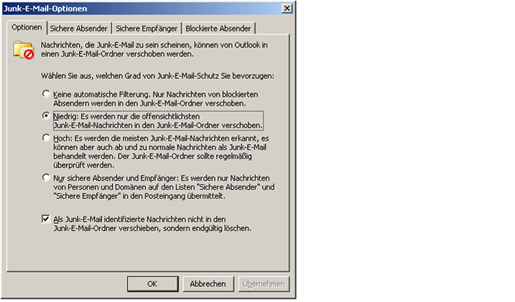 Junk-E-Mail-Optionen
Optionen Sichere Absender Sichere Empfänger Blockierte Absender
Nachrichten, die Junk-E-Mail zu sein scheinen, können von Outlook in
einen Junk-E-Mail-Ordner verschoben werden.
Wählen Sie aus, welchen Grad von Junk-E-Mail-Schutz Sie bevorzugen:
Keine automatische Filterung. Nur Nachrichten von blockierten
Absendern werden in den Junk-E-Mail-Ordner verschoben.
Niedrig: Es werden nur die offensichtlichsten
Junk-E-Mail-Nachrichten in den Junk-E-Mail-Ordner verschoben.
Hoch: Es werden die meisten Junk-E-Mail-Nachrichten erkannt, es
können aber auch ab und zu normale Nachrichten als Junk-E-Mail
behandelt werden. Der Junk-E-Mail-Ordner sollte regelmäßig
überprüft werden.
Nur sichere Absender und Empfänger: Es werden nur Nachrichten
von Personen und Domänen auf den Listen "Sichere Absender" und
"Sichere Empfänger" in den Posteingang übermittelt.
Als Junk-E-Mail identifizierte Nachrichten nicht in den
Junk-E-Mail-Ordner verschieben, sondern endgültig löschen.
OK Abbrechen Übernehmen